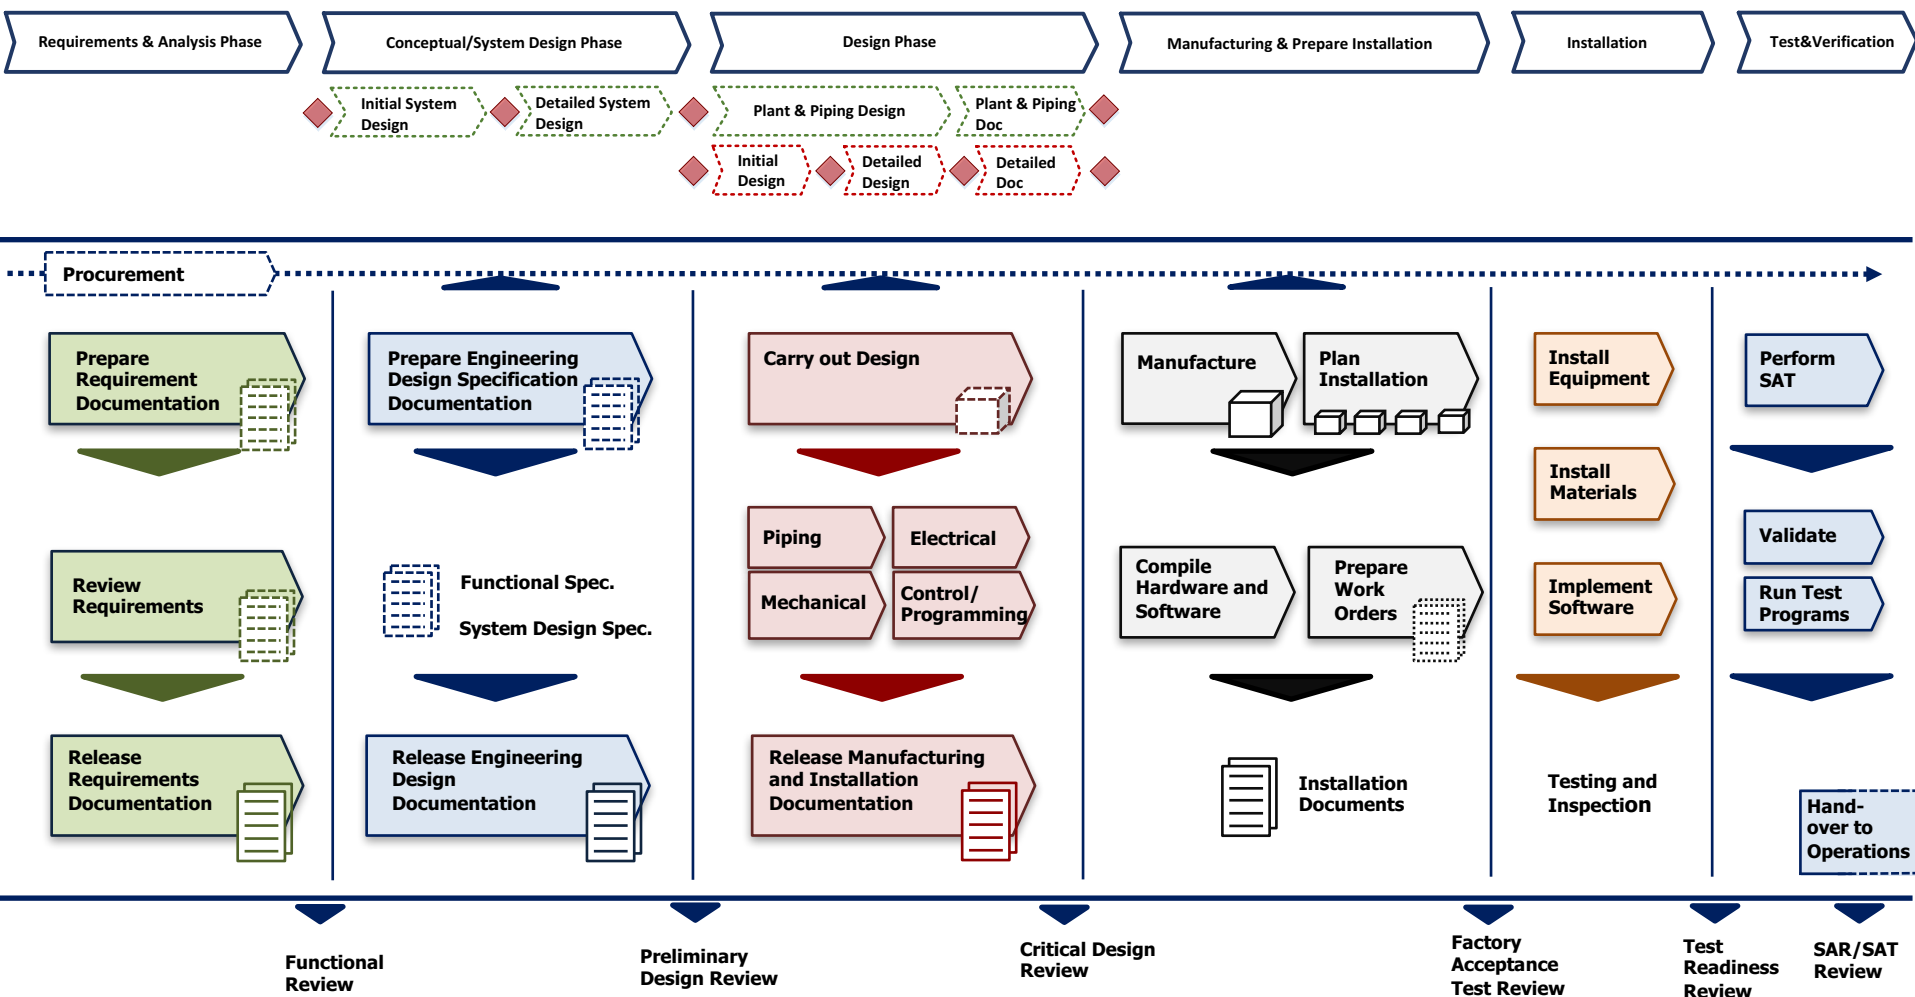 Requirements & Analysis Phase
Conceptual/System Design Phase
Design Phase
Manufacturing & Prepare Installation
Installation
Test&Verification
Initial System
Design
Detailed System
Design
Plant & Piping Design
Plant & Piping
Doc
Initial
Design
Detailed
Design
Detailed
Doc
Procurement
Prepare
Requirement
Documentation
Review
Requirements
Release
Requirements
Documentation
Prepare Engineering
Design Specification
Documentation
Functional Spec.
System Design Spec.
Release Engineering
Design
Documentation
Carry out Design
Piping
Electrical
Mechanical
Control/
Programming
Release Manufacturing
and Installation
Documentation
Manufacture
Plan
Installation
Compile
Hardware and
Software
Prepare
Work
Orders
Installation
Documents
Install
Equipment
Install
Materials
Implement
Software
Testing and
Inspection
Perform
SAT
Validate
Run Test
Programs
Hand-
over to
Operations
Functional
Review
Preliminary
Design Review
Critical Design
Review
Factory
Acceptance
Test Review
Test
Readiness
Review
SAR/SAT
Review